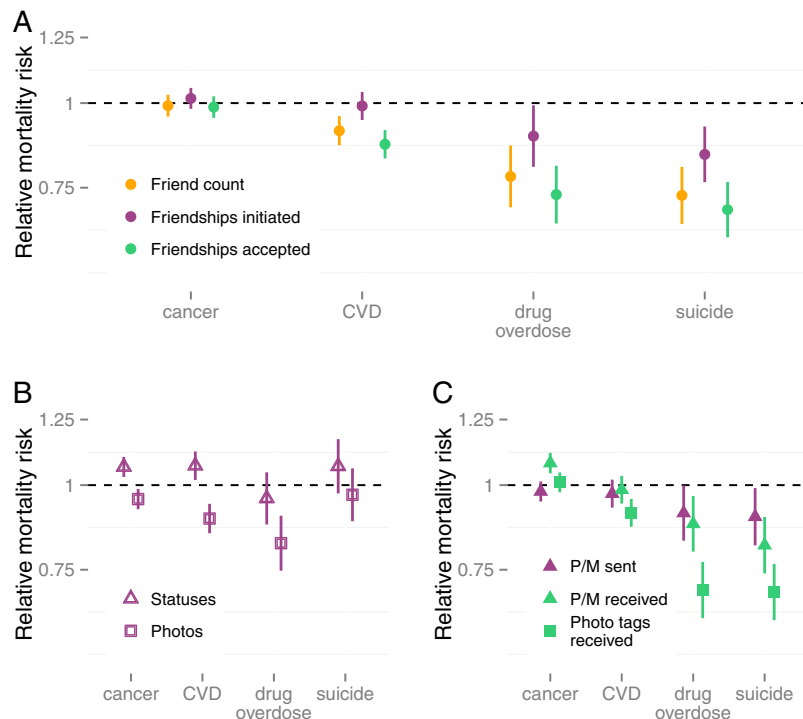 A
Relative mortality risk
1.25
1
0.75
Friend count
Friendships initiated
Friendships accepted
cancer
CVD
drug
overdose
suicide
B
Relative mortality risk
1.25
1
0.75
Statuses
Photos
cancer
CVD
drug
overdose
suicide
C
Relative mortality risk
1.25
1
0.75
P/M sent
P/M received
Photo tags
received
cancer
CVD
drug
overdose
suicide